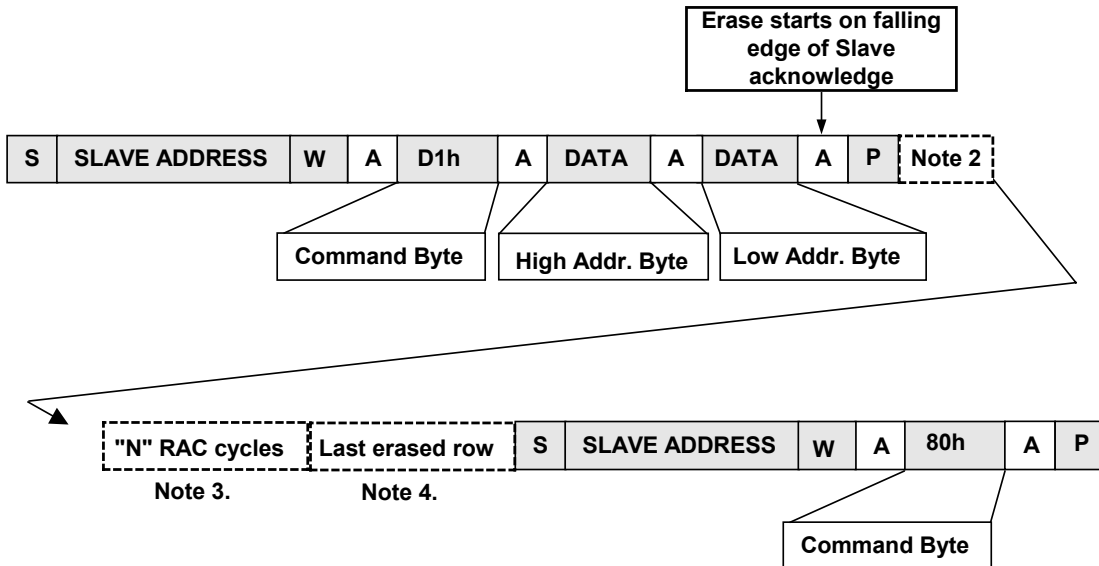 Erase starts on falling
edge of Slave
acknowledge
S SLAVE ADDRESS W A D1h A DATA A DATA A P Note 2
Command Byte
High Addr. Byte
Low Addr. Byte
"N" RAC cycles Last erased row S SLAVE ADDRESS W A 80h A P
Note 3. Note 4.
Command Byte